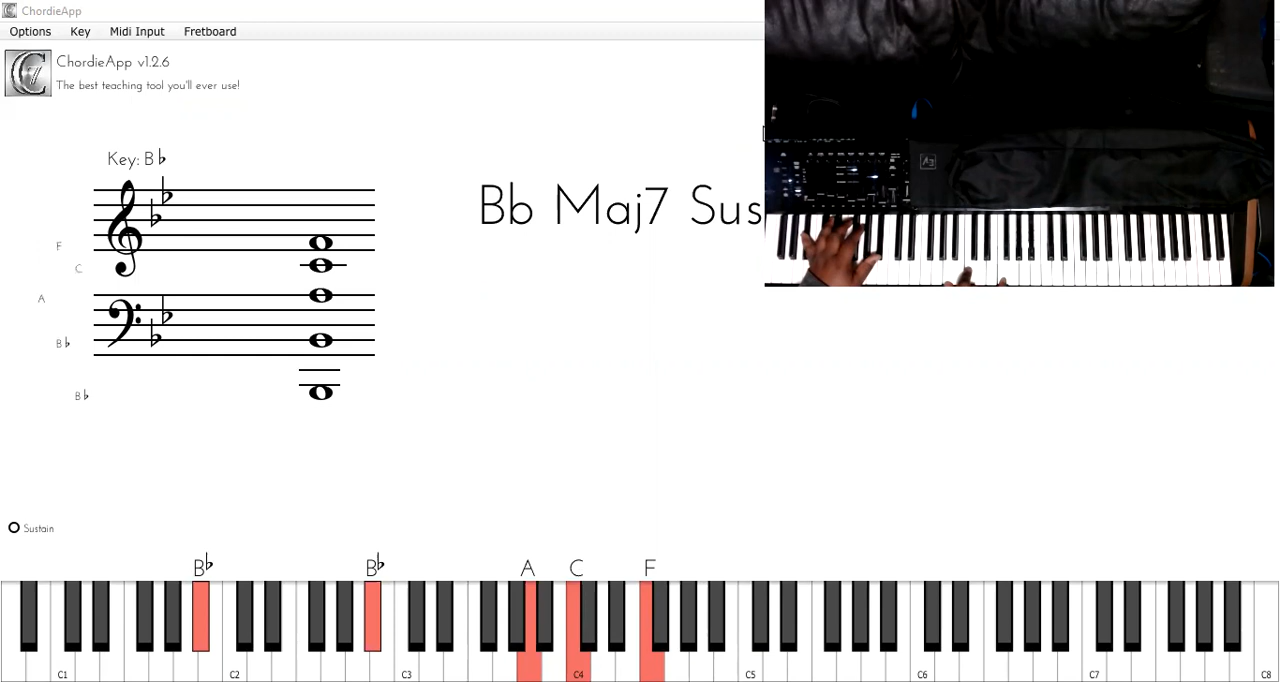 ChordieApp
Options Key Midi Input Fretboard
ChordieApp v1.2.6
The best teaching tool you'll ever use!
Key: B♭
Bb Maj7 Sus
F
C
A
B♭
B♭
Sustain
B♭ B♭ A C F
C1 C2 C3 C4 C5 C6 C7 C8